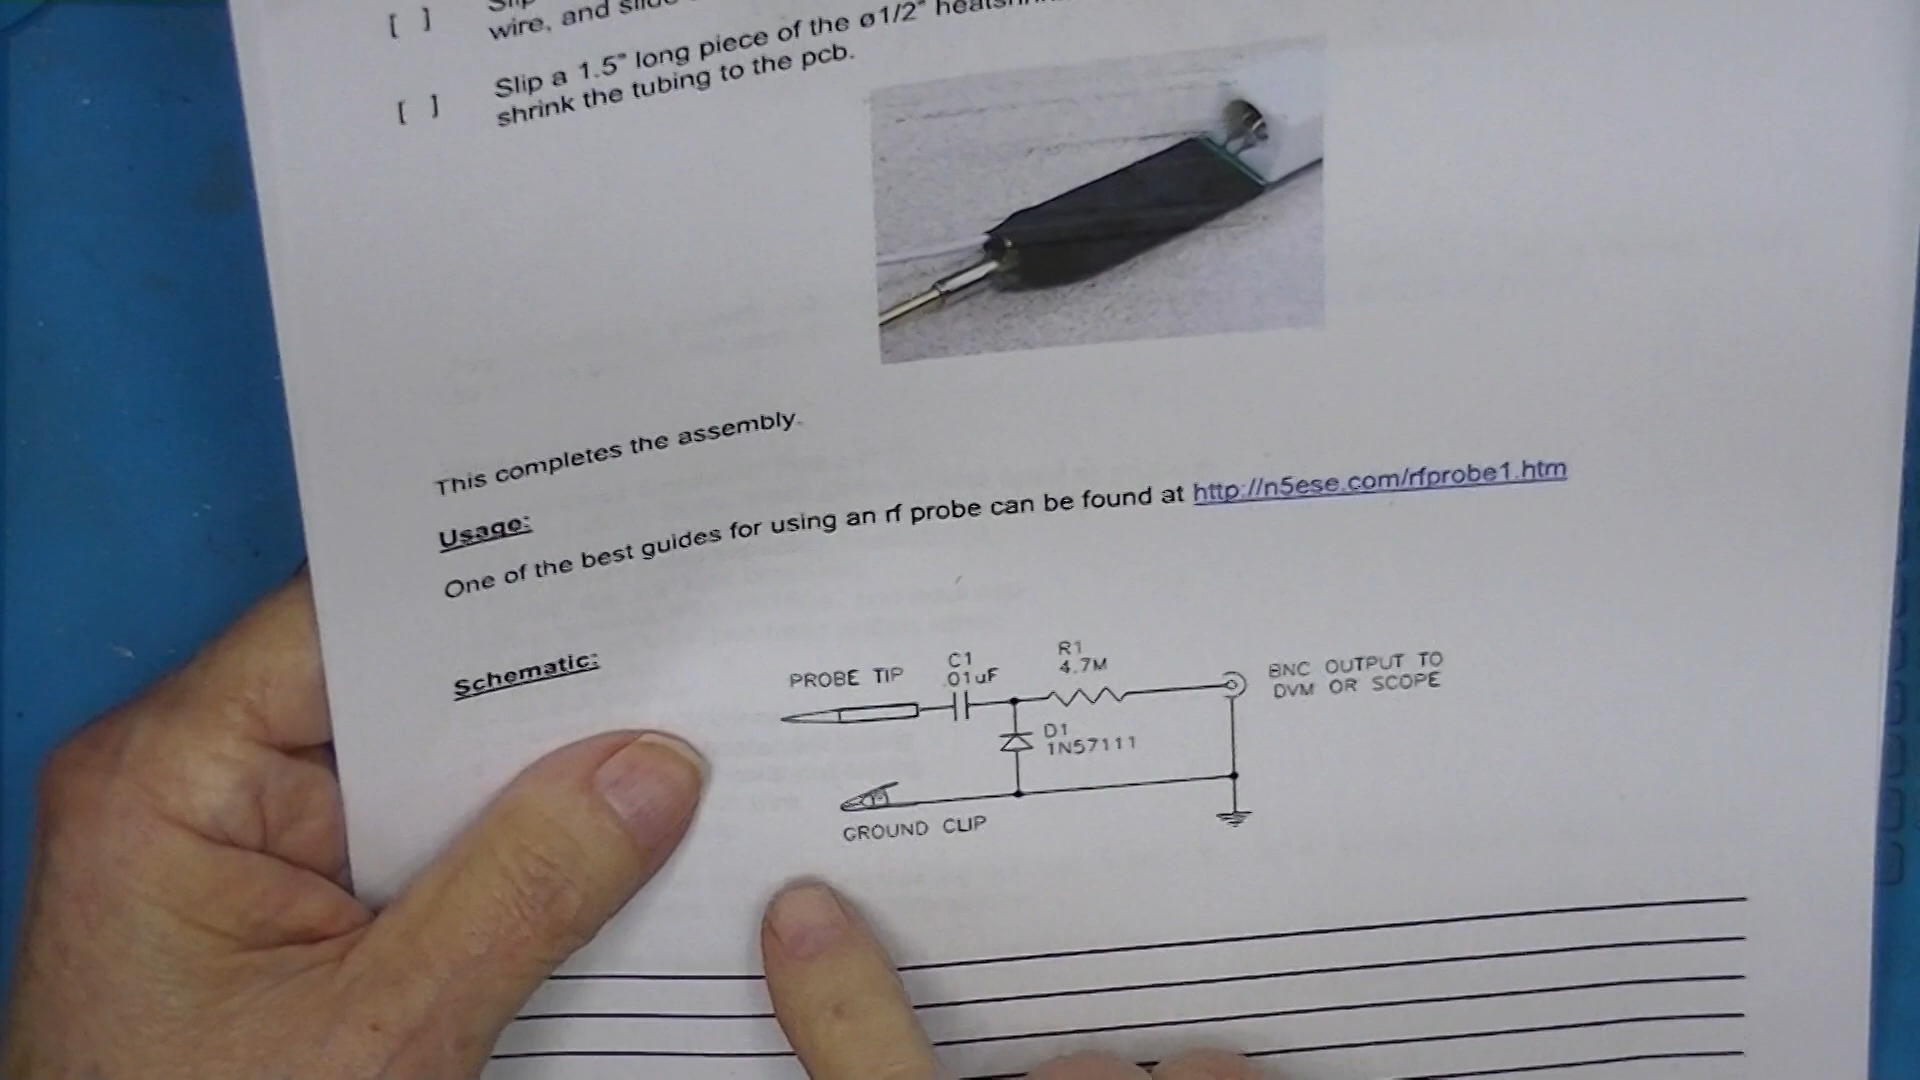 [ ] wire, and
[ ] Slip a 1.5" long piece of the ø1/2"
shrink the tubing to the pcb.
This completes the assembly.
Usage:
One of the best guides for using an rf probe can be found at http://n5ese.com/rfprobe1.htm
Schematic:
PROBE TIP
C1
.01uF
R1
4.7M
BNC OUTPUT TO
DVM OR SCOPE
D1
1N57111
GROUND CLIP